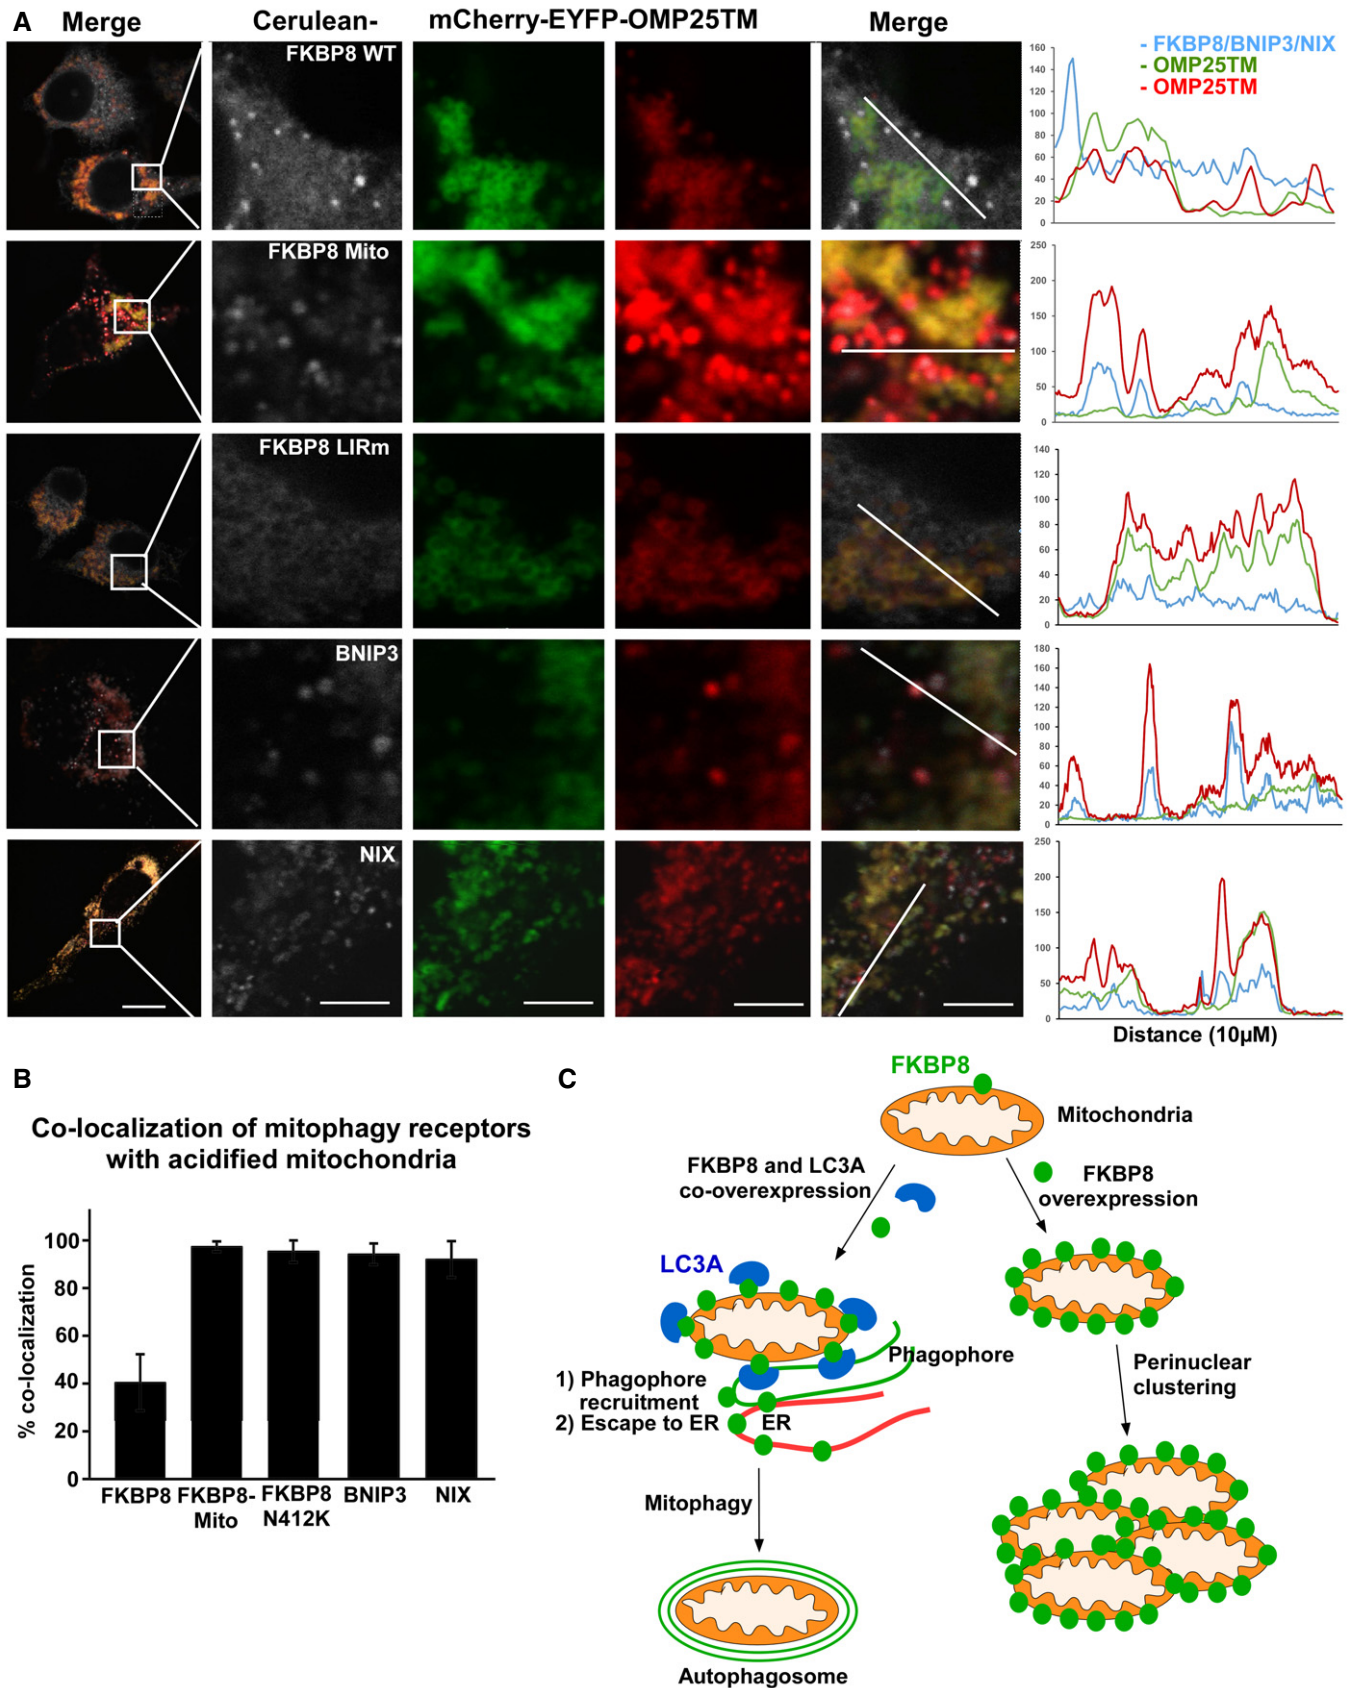 A
Merge
Cerulean-
mCherry-EYFP-OMP25TM
Merge
FKBP8 WT
- FKBP8/BNIP3/NIX
- OMP25TM
- OMP25TM
160
140
120
100
80
60
40
20
0
FKBP8 Mito
250
200
150
100
50
0
FKBP8 LIRm
140
120
100
80
60
40
20
0
BNIP3
180
160
140
120
100
80
60
40
20
0
NIX
250
200
150
100
50
0
Distance (10µM)
B
Co-localization of mitophagy receptors
with acidified mitochondria
% co-localization
100
80
60
40
20
0
FKBP8
FKBP8-
Mito
FKBP8
N412K
BNIP3
NIX
C
FKBP8
Mitochondria
FKBP8 and LC3A
co-overexpression
FKBP8
overexpression
LC3A
Phagophore
1) Phagophore
recruitment
2) Escape to ER
ER
Perinuclear
clustering
Mitophagy
Autophagosome